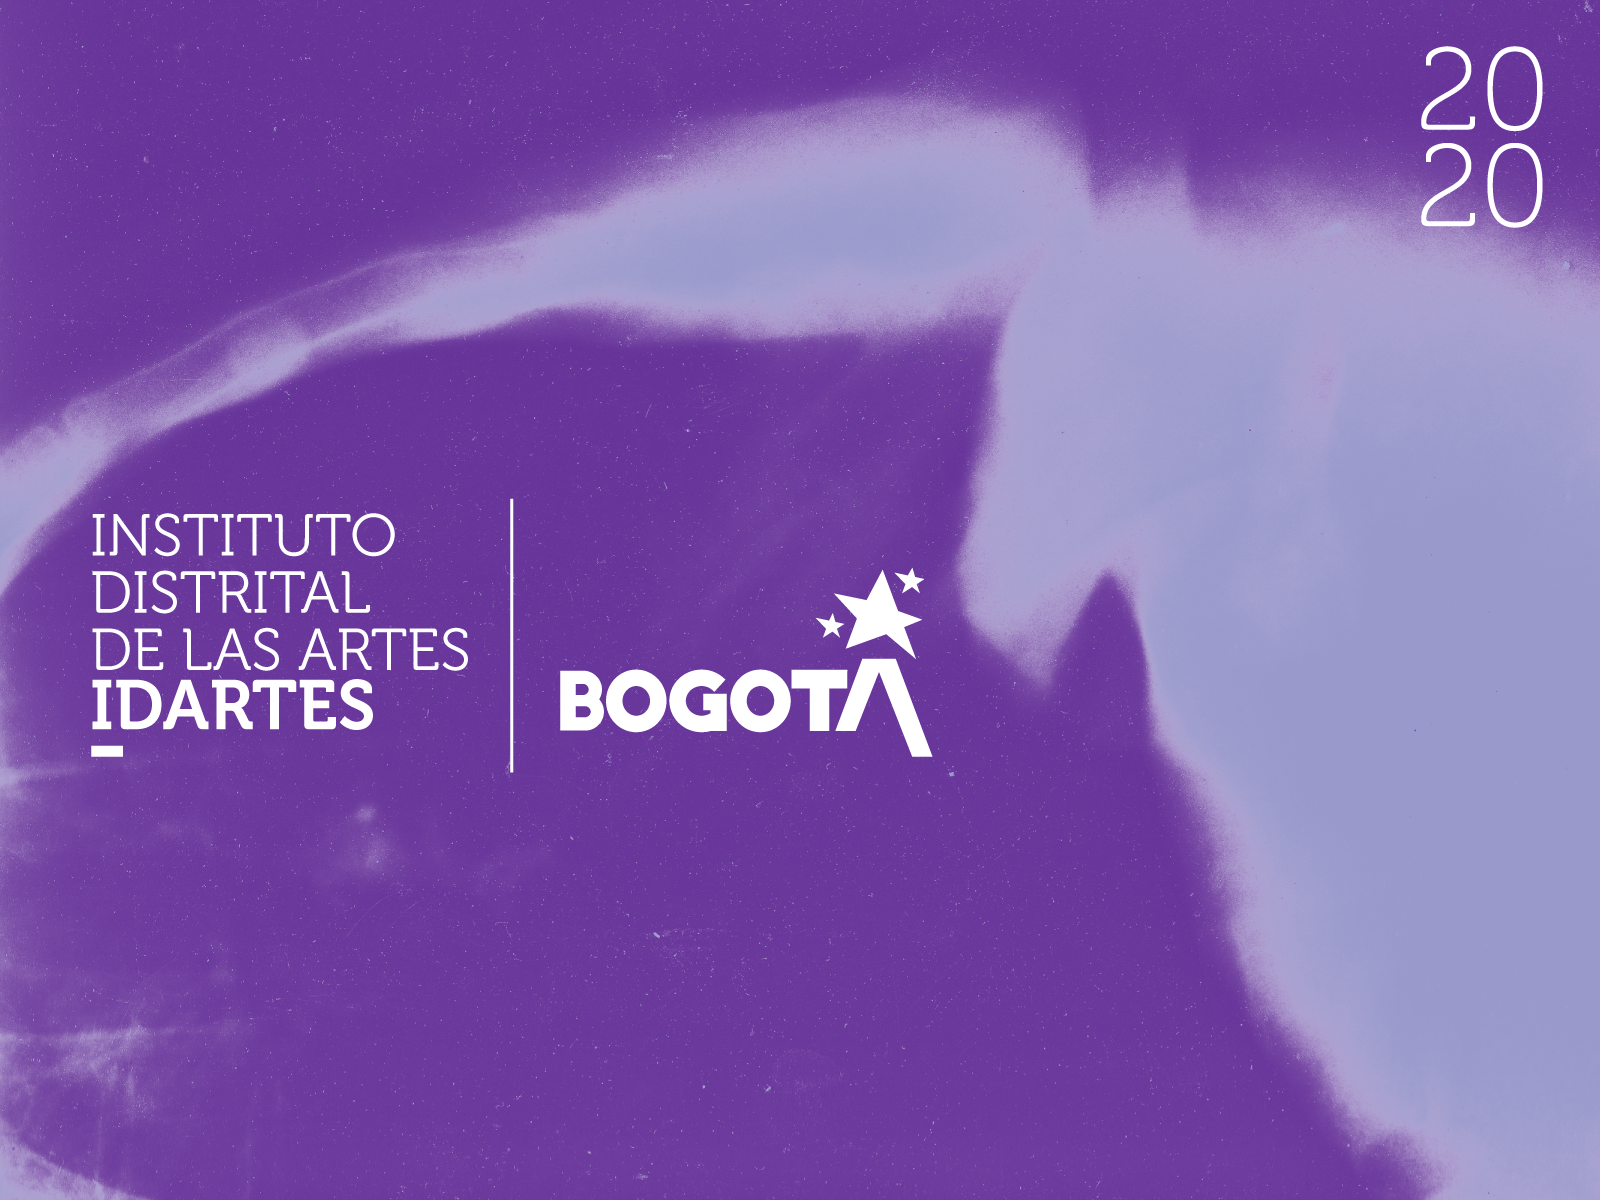 20
20
INSTITUTO
DISTRITAL
DE LAS ARTES
IDARTES
BOGOTÁ